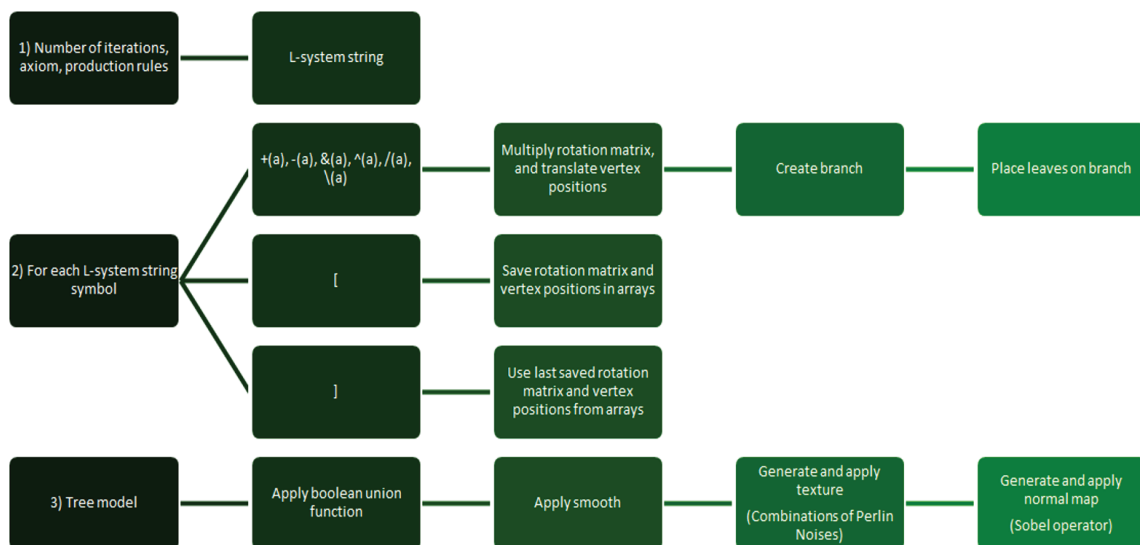 1) Number of iterations,
axiom, production rules
L-system string
+(a), -(a), &(a), ^(a), /(a),
\(a)
Multiply rotation matrix,
and translate vertex
positions
Create branch
Place leaves on branch
2) For each L-system string
symbol
[
Save rotation matrix and
vertex positions in arrays
]
Use last saved rotation
matrix and vertex
positions from arrays
3) Tree model
Apply boolean union
function
Apply smooth
Generate and apply
texture
(Combinations of Perlin
Noises)
Generate and apply
normal map
(Sobel operator)